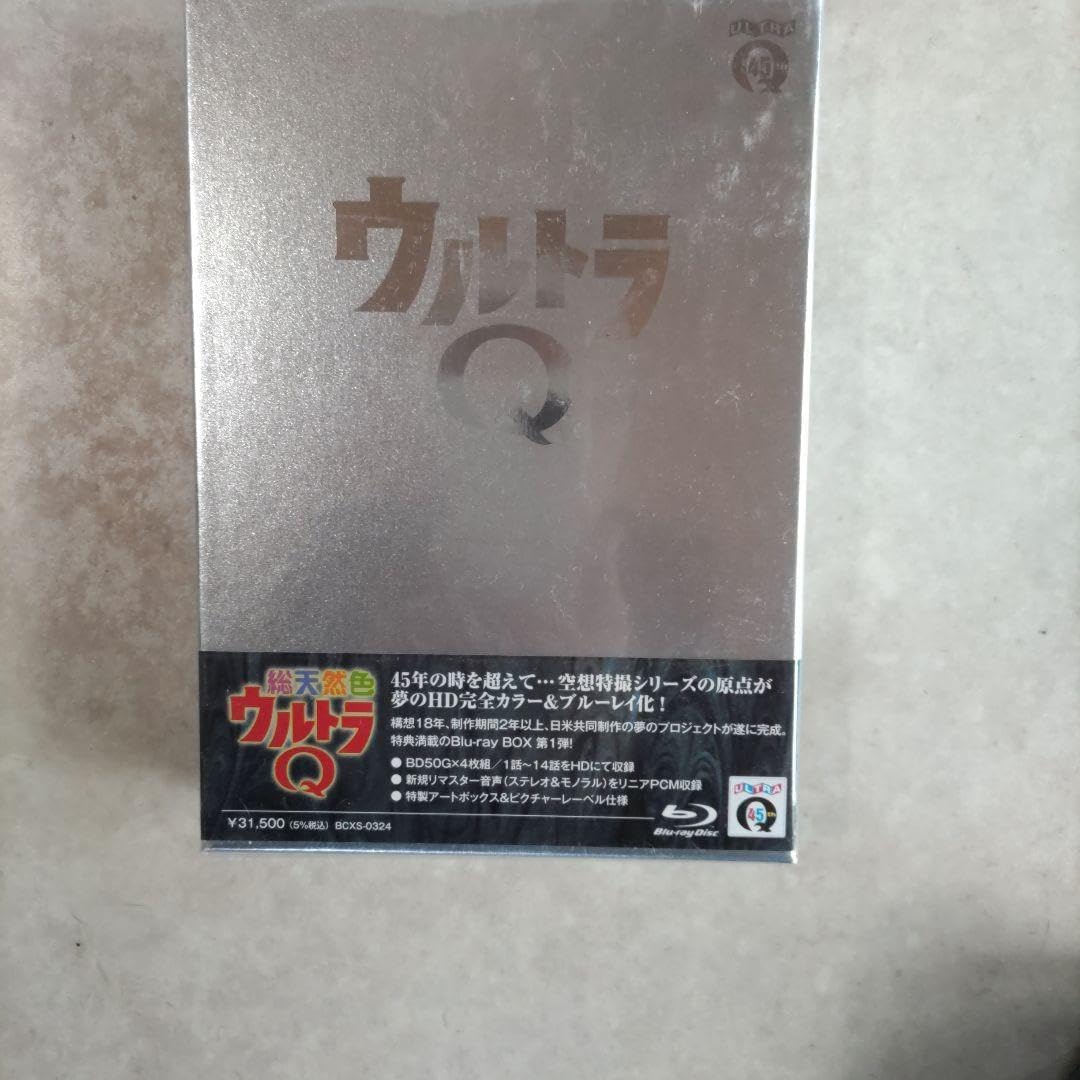 ULTRA
Q
45TH
ウルトラ
Q
総天然色
ウルトラ
Q
45年の時を超えて…空想特撮シリーズの原点が
夢のHD完全カラー&ブルーレイ化!
構想18年、制作期間2年以上、日米共同制作の夢のプロジェクトが遂に完成。
特典満載のBlu-ray BOX 第1弾!
● BD50G×4枚組/1話~14話をHDにて収録
● 新規リマスター音声(ステレオ&モノラル)をリニアPCM収録
● 特製アートボックス&ピクチャーレーベル仕様
¥31,500(5%税込) BCXS-0324
Blu-ray Disc
ULTRA
Q
45TH